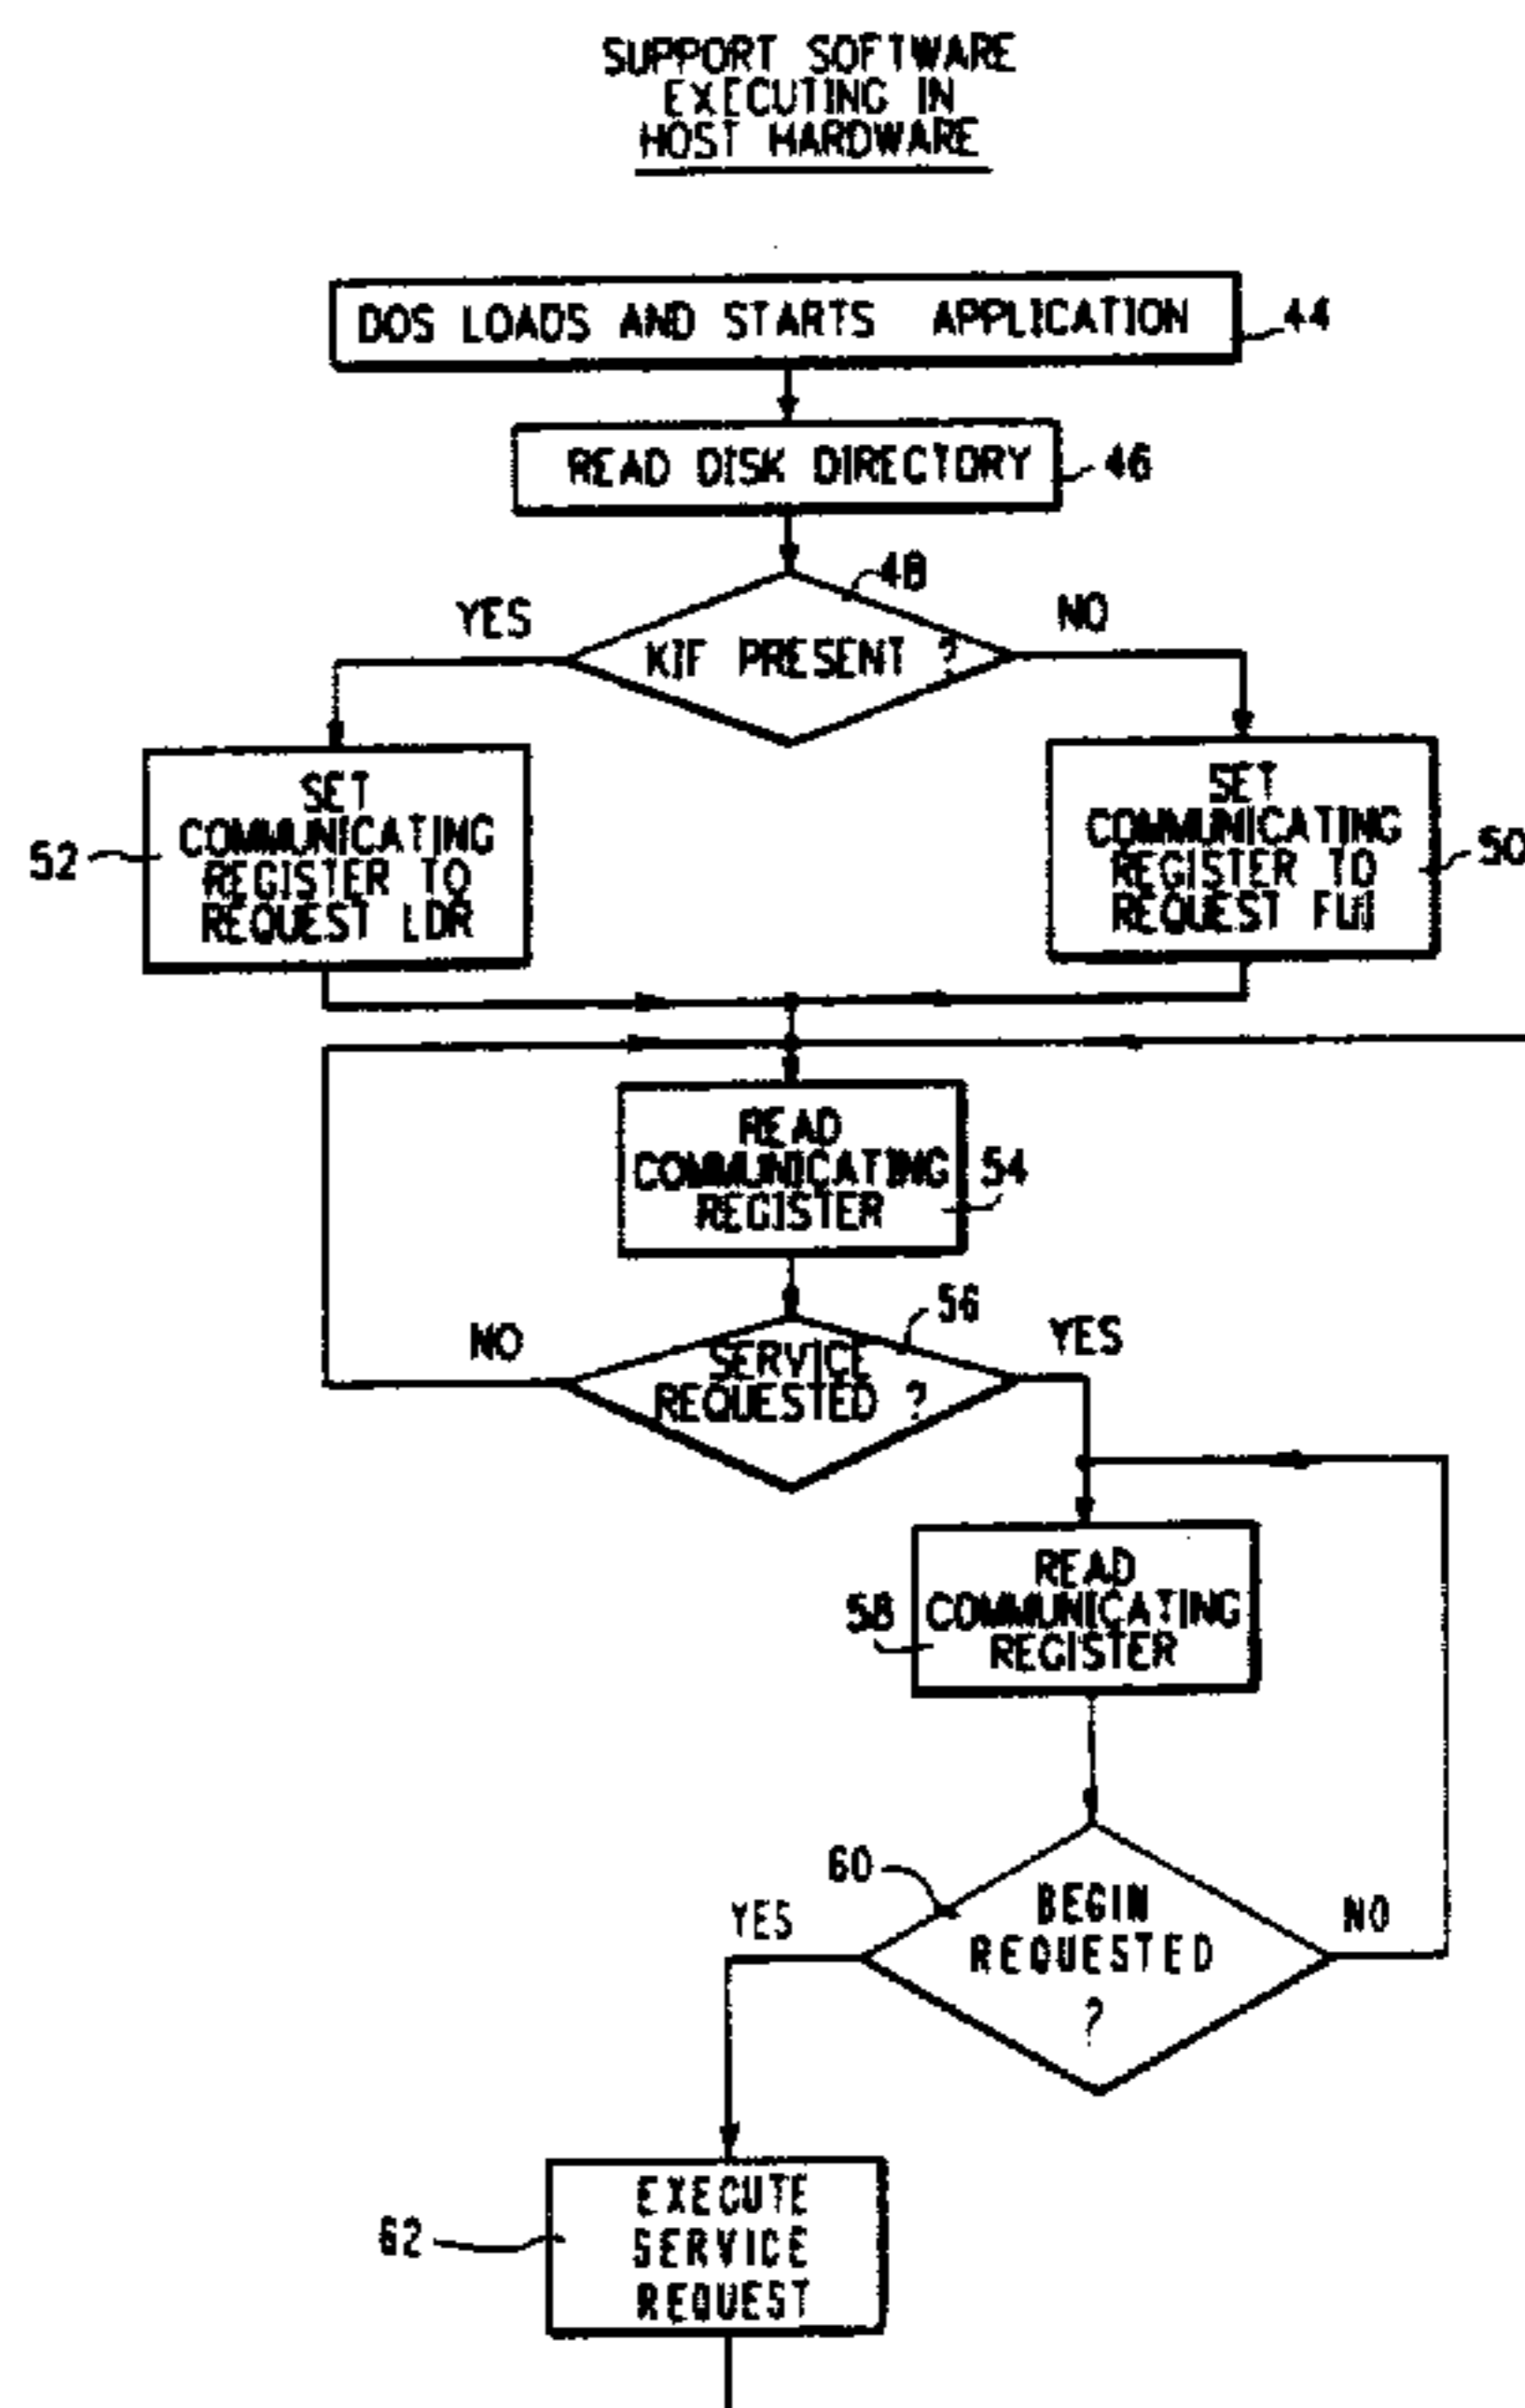 SUPPORT SOFTWARE
EXECUTING IN
HOST HARDWARE
DOS LOADS AND STARTS APPLICATION
44
READ DISK DIRECTORY
46
48
YES
KIF PRESENT ?
NO
52
SET
COMMUNICATING
REGISTER TO
REQUEST LDR
SET
COMMUNICATING
REGISTER TO
REQUEST
50
READ
COMMUNICATING
REGISTER
54
56
NO
SERVICE
REQUESTED ?
YES
58
READ
COMMUNICATING
REGISTER
60
YES
BEGIN
REQUESTED
?
NO
62
EXECUTE
SERVICE
REQUEST